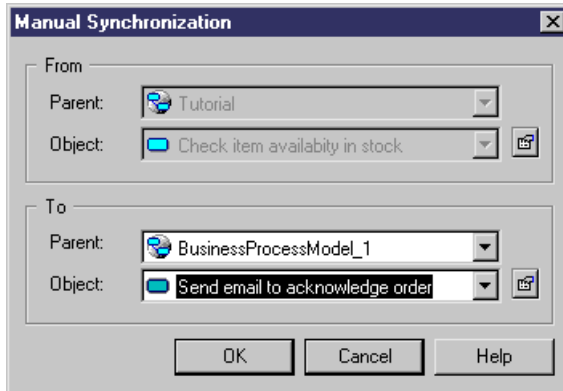 Manual Synchronization
From
Parent: Tutorial
Object: Check item availabity in stock
To
Parent: BusinessProcessModel_1
Object: Send email to acknowledge order
OK Cancel Help